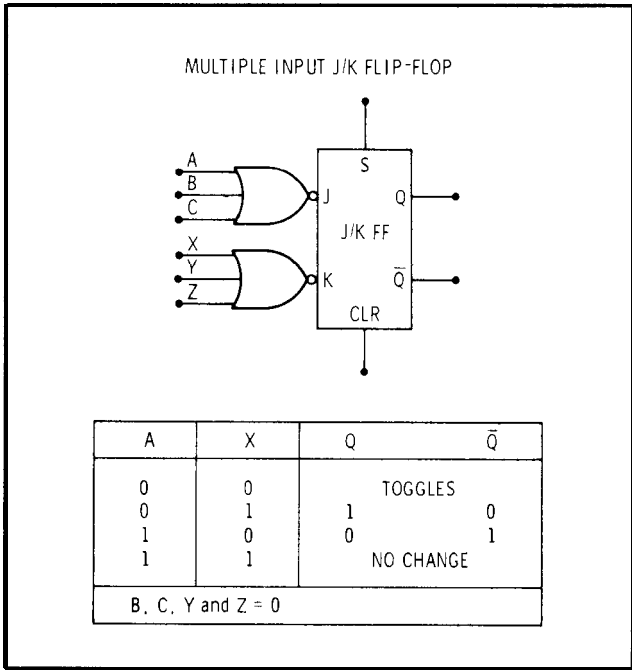 MULTIPLE INPUT J/K FLIP-FLOP
S
A
B
C
J
Q
J/K FF
X
Y
Z
K
Q̅
CLR
A X Q Q̅
0 0 TOGGLES
0 1 1 0
1 0 0 1
1 1 NO CHANGE
B, C, Y and Z = 0